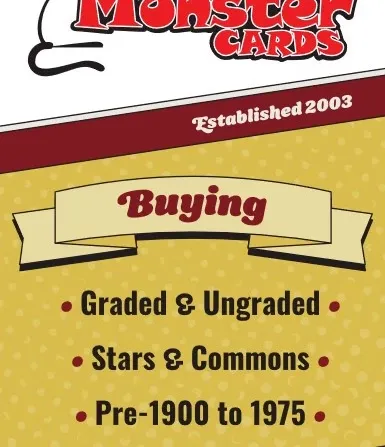 Monster
CARDS
Established 2003
Buying
• Graded & Ungraded •
• Stars & Commons •
• Pre-1900 to 1975 •